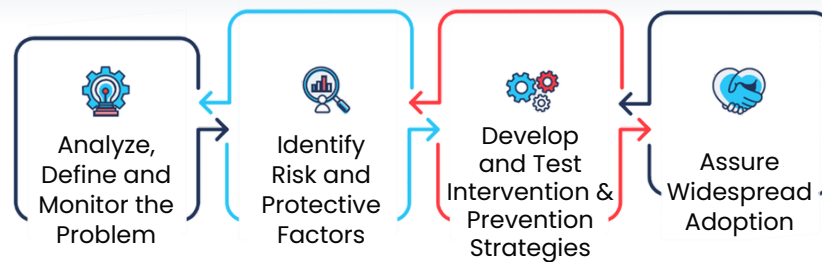 Analyze,
Define and
Monitor the
Problem
Identify
Risk and
Protective
Factors
Develop
and Test
Intervention &
Prevention
Strategies
Assure
Widespread
Adoption